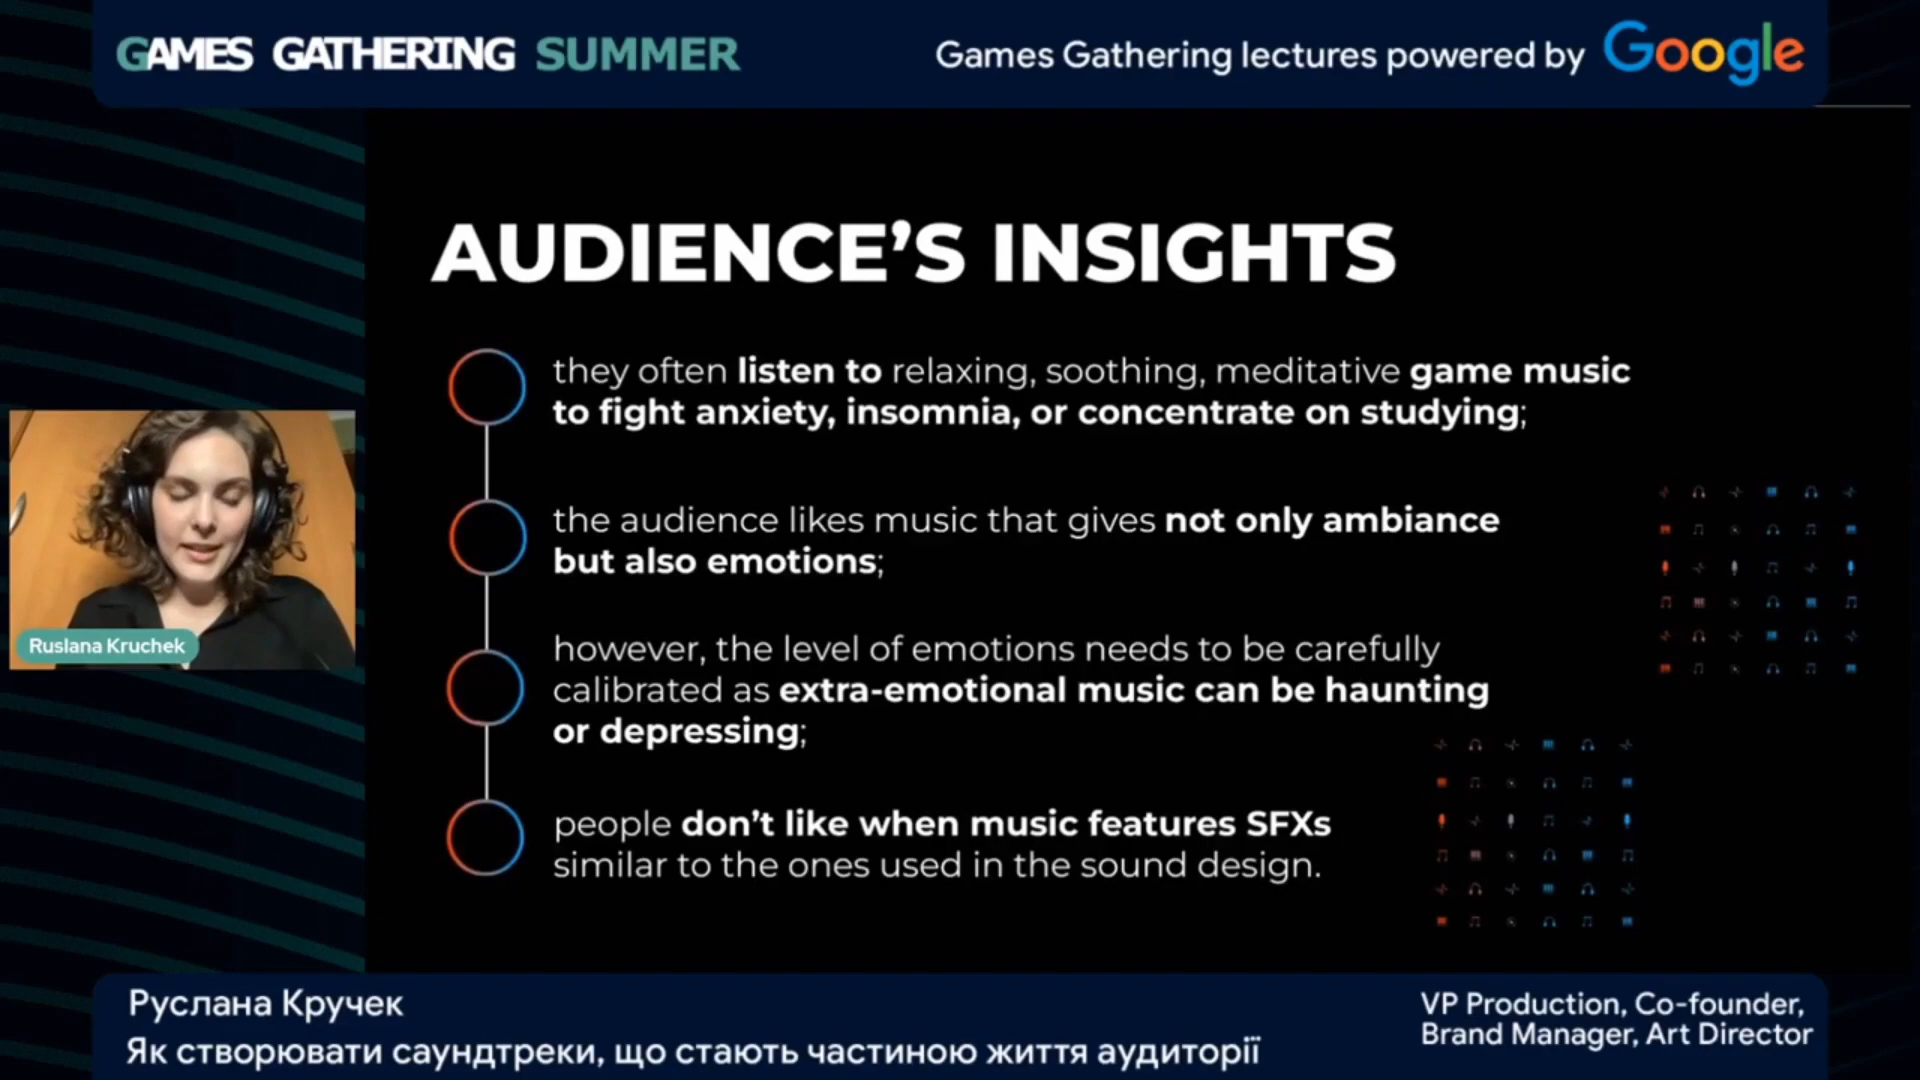 GAMES GATHERING SUMMER
Games Gathering lectures powered by Google
AUDIENCE’S INSIGHTS
they often listen to relaxing, soothing, meditative game music
to fight anxiety, insomnia, or concentrate on studying;
the audience likes music that gives not only ambiance
but also emotions;
however, the level of emotions needs to be carefully
calibrated as extra-emotional music can be haunting
or depressing;
people don’t like when music features SFXs
similar to the ones used in the sound design.
Ruslana Kruchek
Руслана Кручек
Як створювати саундтреки, що стають частиною життя аудиторії
VP Production, Co-founder,
Brand Manager, Art Director